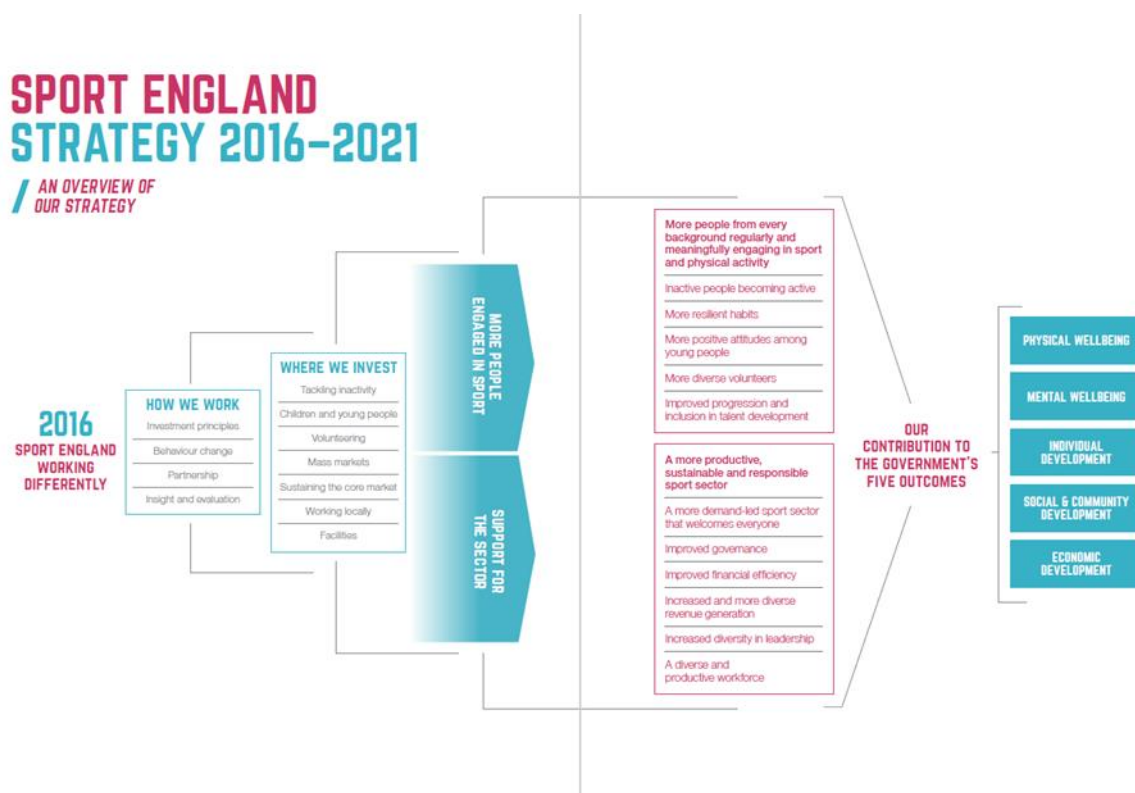 SPORT ENGLAND
STRATEGY 2016–2021
/ AN OVERVIEW OF
OUR STRATEGY
2016
SPORT ENGLAND
WORKING
DIFFERENTLY
HOW WE WORK
Investment principles
Behaviour change
Partnership
Insight and evaluation
WHERE WE INVEST
Tackling inactivity
Children and young people
Volunteering
Mass markets
Sustaining the core market
Working locally
Facilities
MORE PEOPLE
ENGAGED IN SPORT
SUPPORT FOR
THE SECTOR
More people from every
background regularly and
meaningfully engaging in sport
and physical activity
Inactive people becoming active
More resilient habits
More positive attitudes among
young people
More diverse volunteers
Improved progression and
inclusion in talent development
A more productive,
sustainable and responsible
sport sector
A more demand-led sport sector
that welcomes everyone
Improved governance
Improved financial efficiency
Increased and more diverse
revenue generation
Increased diversity in leadership
A diverse and
productive workforce
OUR
CONTRIBUTION TO
THE GOVERNMENT'S
FIVE OUTCOMES
PHYSICAL WELLBEING
MENTAL WELLBEING
INDIVIDUAL
DEVELOPMENT
SOCIAL & COMMUNITY
DEVELOPMENT
ECONOMIC
DEVELOPMENT